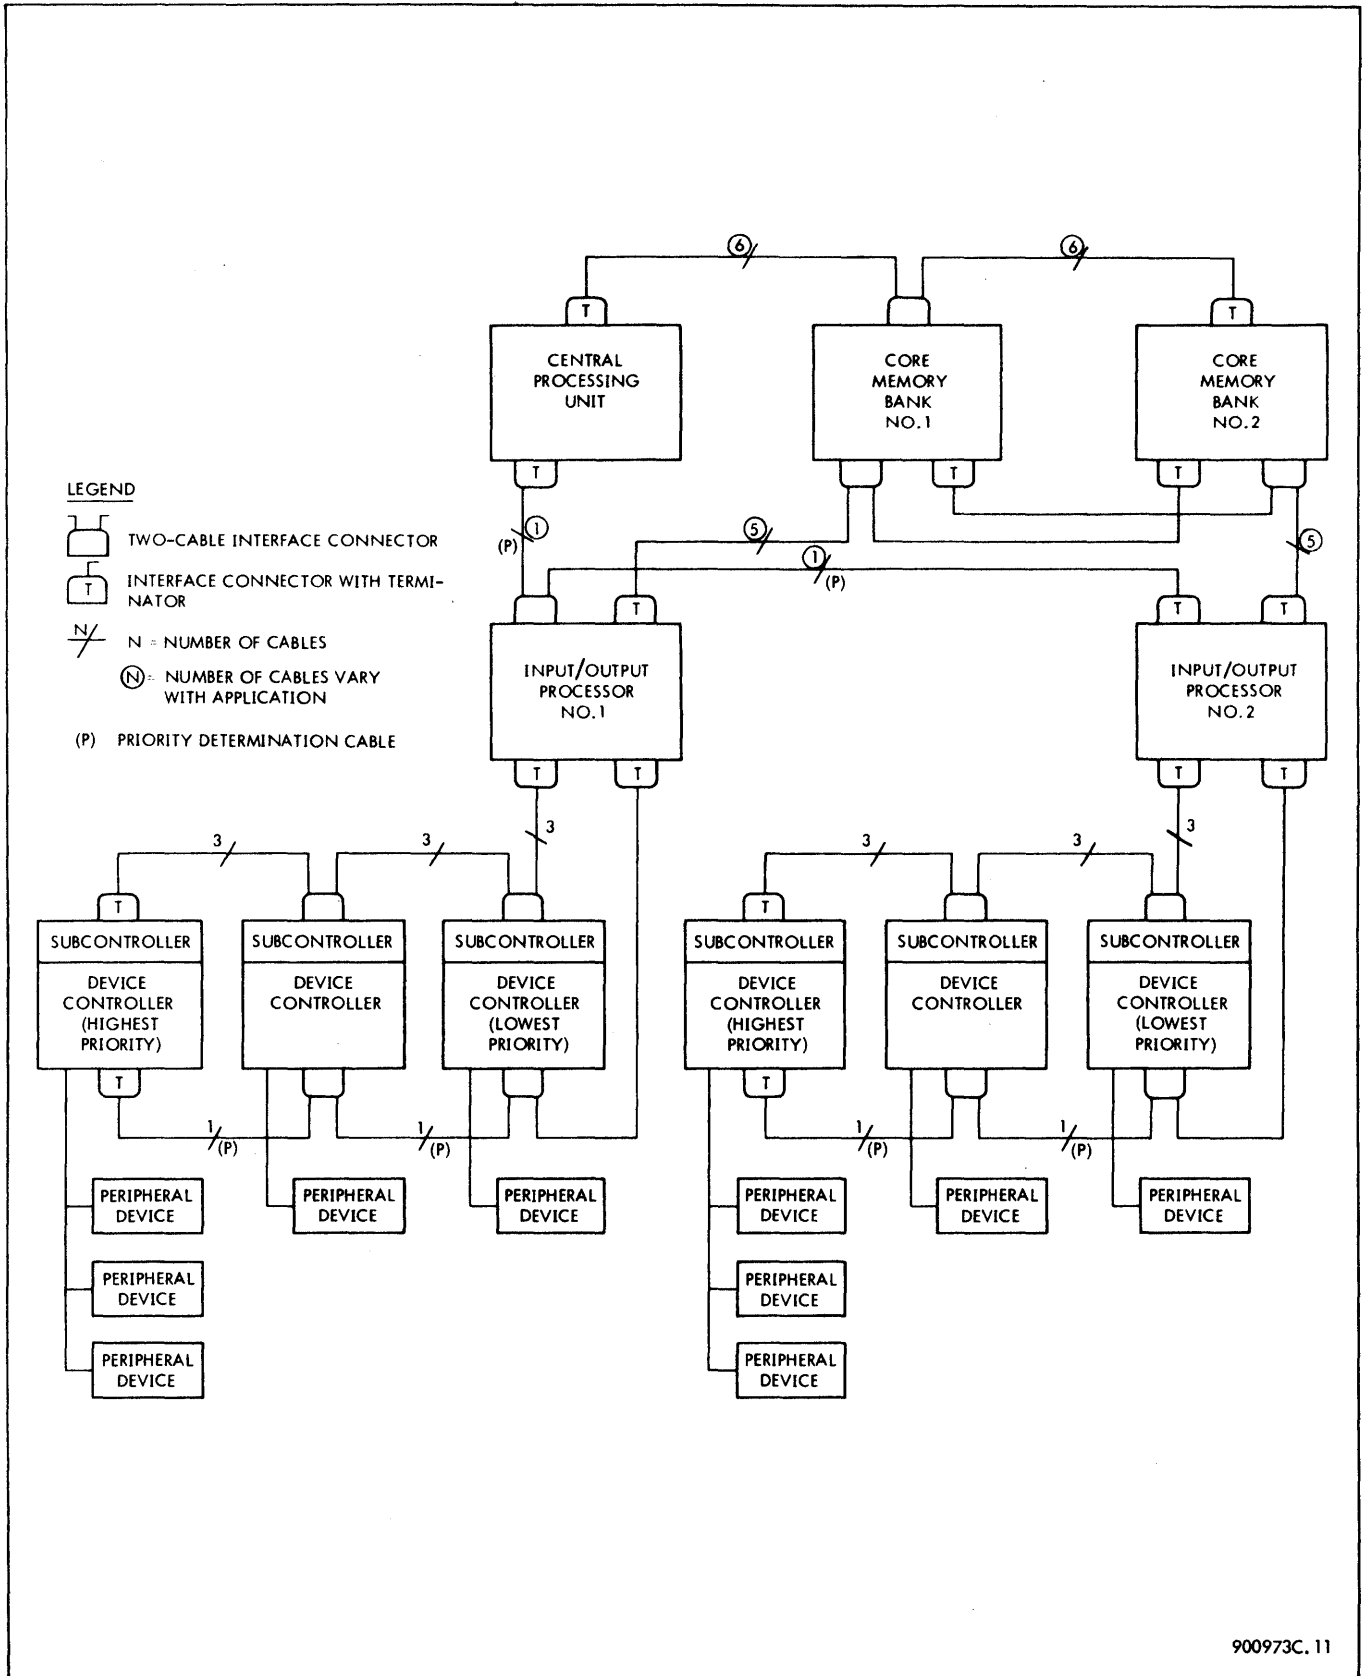 6
6
T
T
CENTRAL
PROCESSING
UNIT
CORE
MEMORY
BANK
NO.1
CORE
MEMORY
BANK
NO.2
T
T
T
LEGEND
TWO-CABLE INTERFACE CONNECTOR
T
INTERFACE CONNECTOR WITH TERMI-
NATOR
N/
N = NUMBER OF CABLES
N = NUMBER OF CABLES VARY
WITH APPLICATION
(P) PRIORITY DETERMINATION CABLE
1
(P)
5
1
(P)
5
T
T
T
INPUT/OUTPUT
PROCESSOR
NO.1
INPUT/OUTPUT
PROCESSOR
NO.2
T
T
T
T
3
3
3
3
3
3
T
T
SUBCONTROLLER
DEVICE
CONTROLLER
(HIGHEST
PRIORITY)
SUBCONTROLLER
DEVICE
CONTROLLER
SUBCONTROLLER
DEVICE
CONTROLLER
(LOWEST
PRIORITY)
SUBCONTROLLER
DEVICE
CONTROLLER
(HIGHEST
PRIORITY)
SUBCONTROLLER
DEVICE
CONTROLLER
SUBCONTROLLER
DEVICE
CONTROLLER
(LOWEST
PRIORITY)
T
T
1
(P)
1
(P)
1
(P)
1
(P)
PERIPHERAL
DEVICE
PERIPHERAL
DEVICE
PERIPHERAL
DEVICE
PERIPHERAL
DEVICE
PERIPHERAL
DEVICE
PERIPHERAL
DEVICE
PERIPHERAL
DEVICE
PERIPHERAL
DEVICE
PERIPHERAL
DEVICE
PERIPHERAL
DEVICE
900973C.11